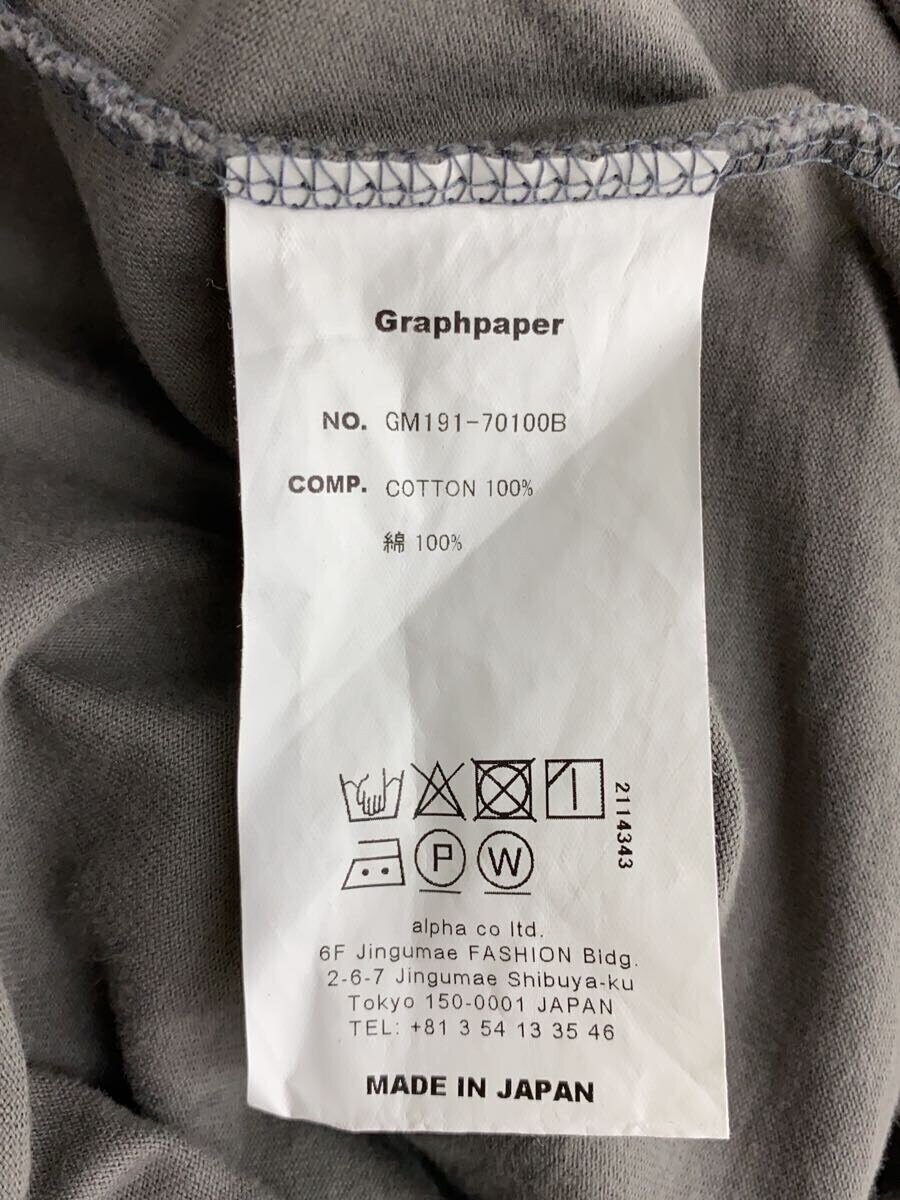 Graphpaper
NO. GM191-70100B
COMP. COTTON 100%
綿 100%
2114343
P W
alpha co ltd.
6F Jingumae FASHION Bidg.
2-6-7 Jingumae Shibuya-ku
Tokyo 150-0001 JAPAN
TEL: +81 3 54 13 35 46
MADE IN JAPAN